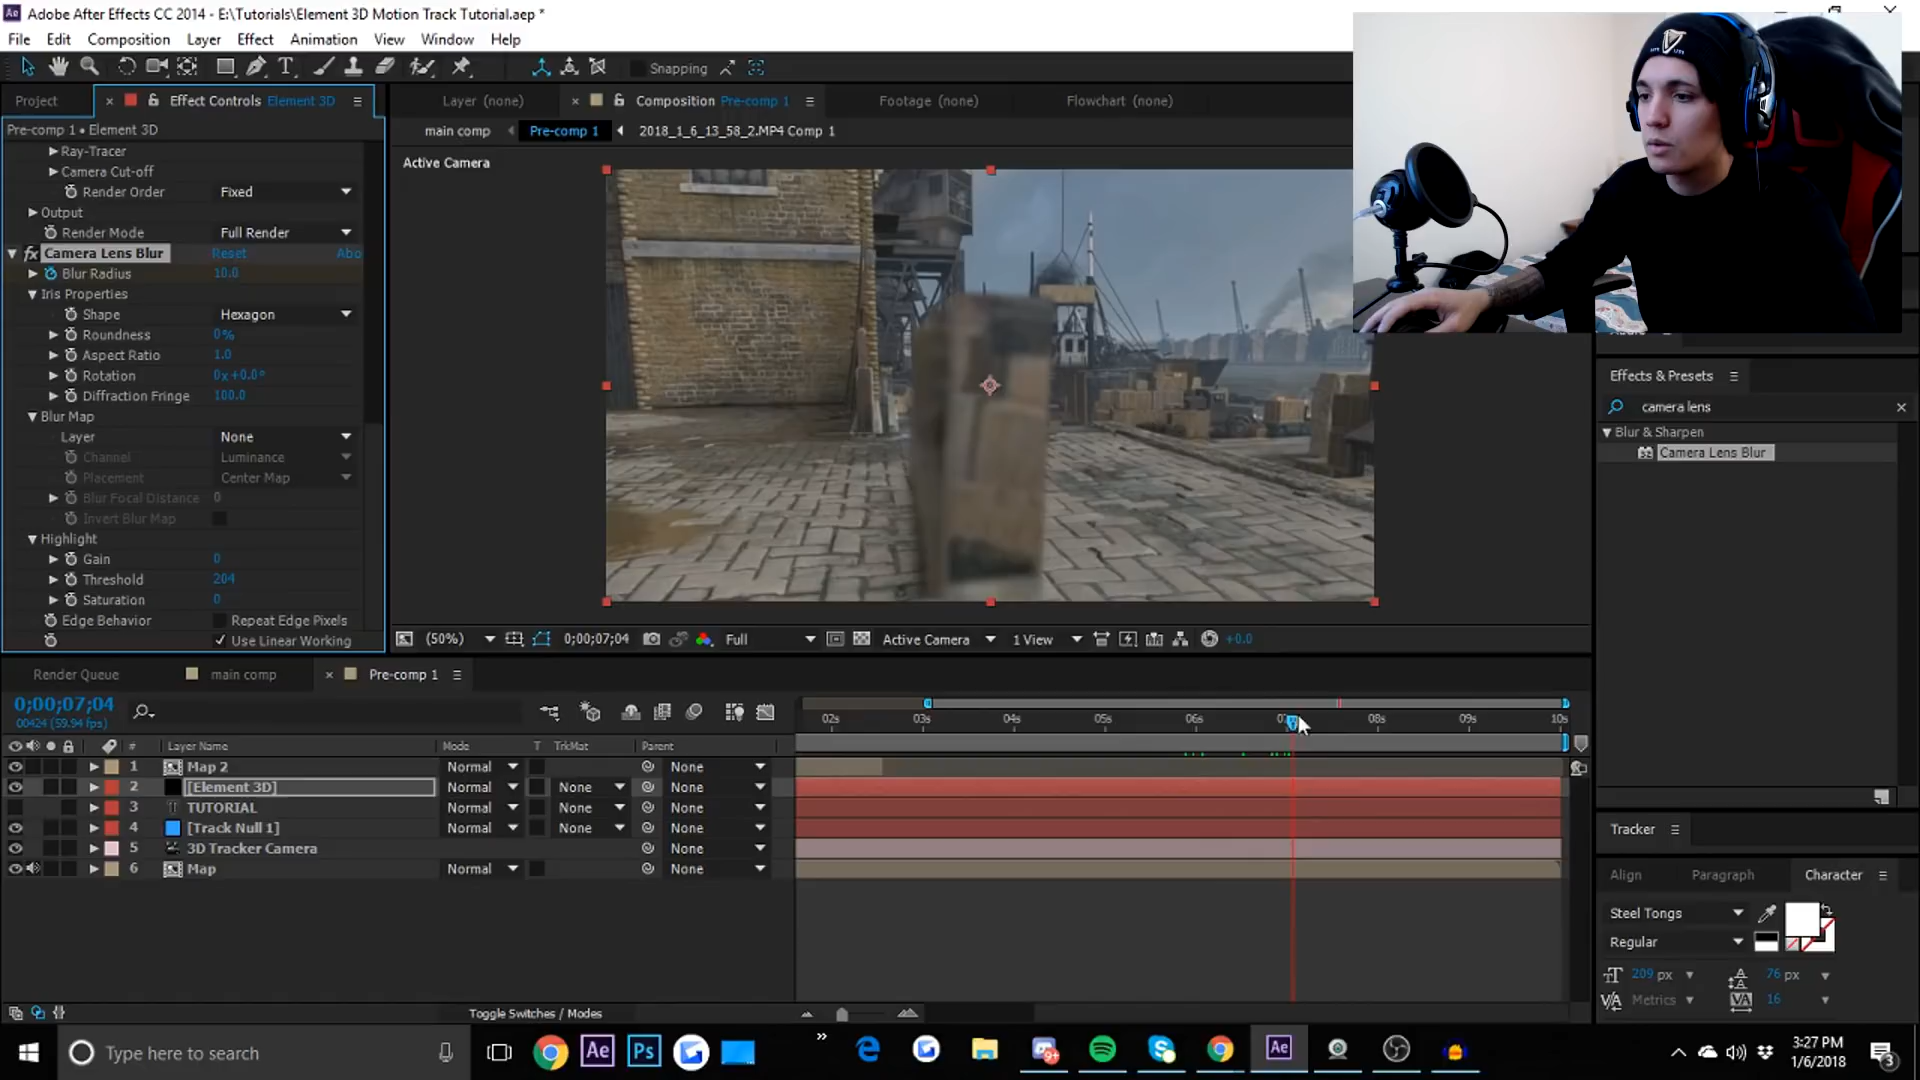 Adobe After Effects CC 2014 - E:\Tutorials\Element 3D Motion Track Tutorial.aep *
File Edit Composition Layer Effect Animation View Window Help
Snapping
Project
Effect Controls Element 3D
Layer (none)
Composition Pre-comp 1
Footage (none)
Flowchart (none)
Pre-comp 1 • Element 3D
main comp
Pre-comp 1
2018_1_6_13_58_2.MP4 Comp 1
Active Camera
Ray-Tracer
Camera Cut-off
Render Order Fixed
Output
Render Mode Full Render
fx Camera Lens Blur Reset Abo
Blur Radius 10.0
Iris Properties
Shape Hexagon
Roundness 0%
Aspect Ratio 1.0
Rotation 0x+0.0°
Diffraction Fringe 100.0
Blur Map
Layer None
Channel Luminance
Placement Center Map
Blur Focal Distance 0
Invert Blur Map
Highlight
Gain 0
Threshold 204
Saturation 0
Edge Behavior Repeat Edge Pixels
Use Linear Working
(50%) 0;00;07;04 Full Active Camera 1 View +0.0
Effects & Presets
camera lens
Blur & Sharpen
Camera Lens Blur
Tracker
Align Paragraph Character
Steel Tongs
Regular
209 px 76 px
Metrics 16
Render Queue main comp Pre-comp 1
0;00;07;04
00424 (59.94 fps)
02s 03s 04s 05s 06s 08s 09s 10s
# Layer Name Mode T TrkMat Parent
1 Map 2 Normal None
2 [Element 3D] Normal None None
3 TUTORIAL Normal None None
4 [Track Null 1] Normal None None
5 3D Tracker Camera None
6 Map Normal None
Toggle Switches / Modes
Type here to search
Ae Ps Ae
3:27 PM
1/6/2018
3